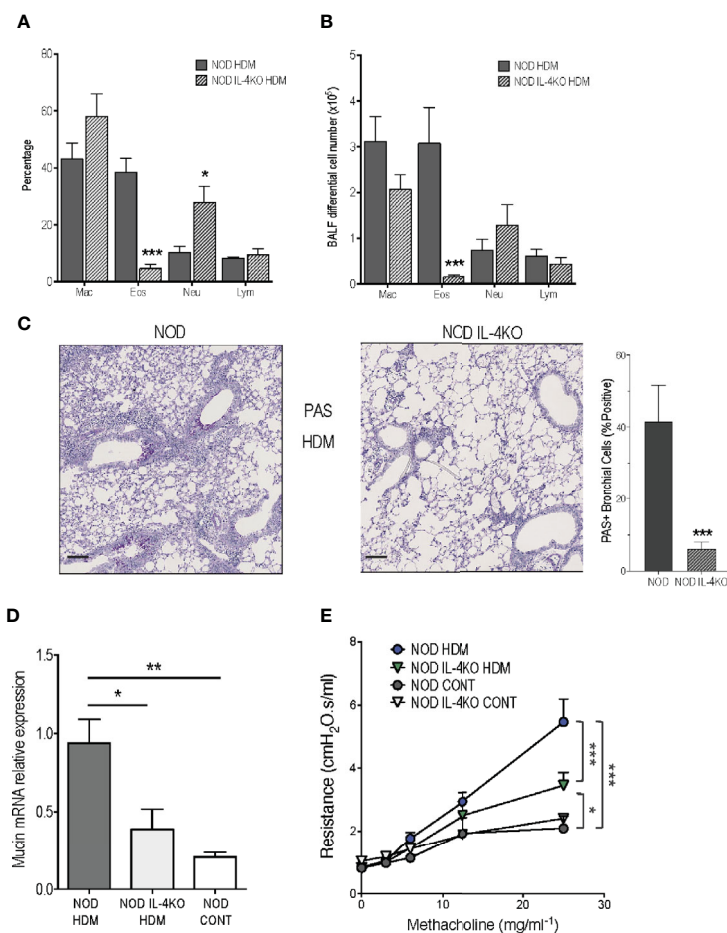 A
Percentage
80
60
40
20
0
NOD HDM
NOD IL-4KO HDM
***
*
Mac Eos Neu Lym
B
BALF differential cell number (x10⁵)
5
4
3
2
1
0
NOD HDM
NOD IL-4KO HDM
***
Mac Eos Neu Lym
C
NOD
PAS
HDM
NOD IL-4KO
PAS+ Bronchial Cells (% Positive)
60
40
20
0
***
NOD NOD IL-4KO
D
Mucin mRNA relative expression
1.5
1.0
0.5
0.0
**
*
NOD HDM
NOD IL-4KO HDM
NOD CONT
E
Resistance (cmH₂O.s/ml)
8
6
4
2
0
NOD HDM
NOD IL-4KO HDM
NOD CONT
NOD IL-4KO CONT
***
***
*
0 10 20 30
Methacholine (mg/ml⁻¹)